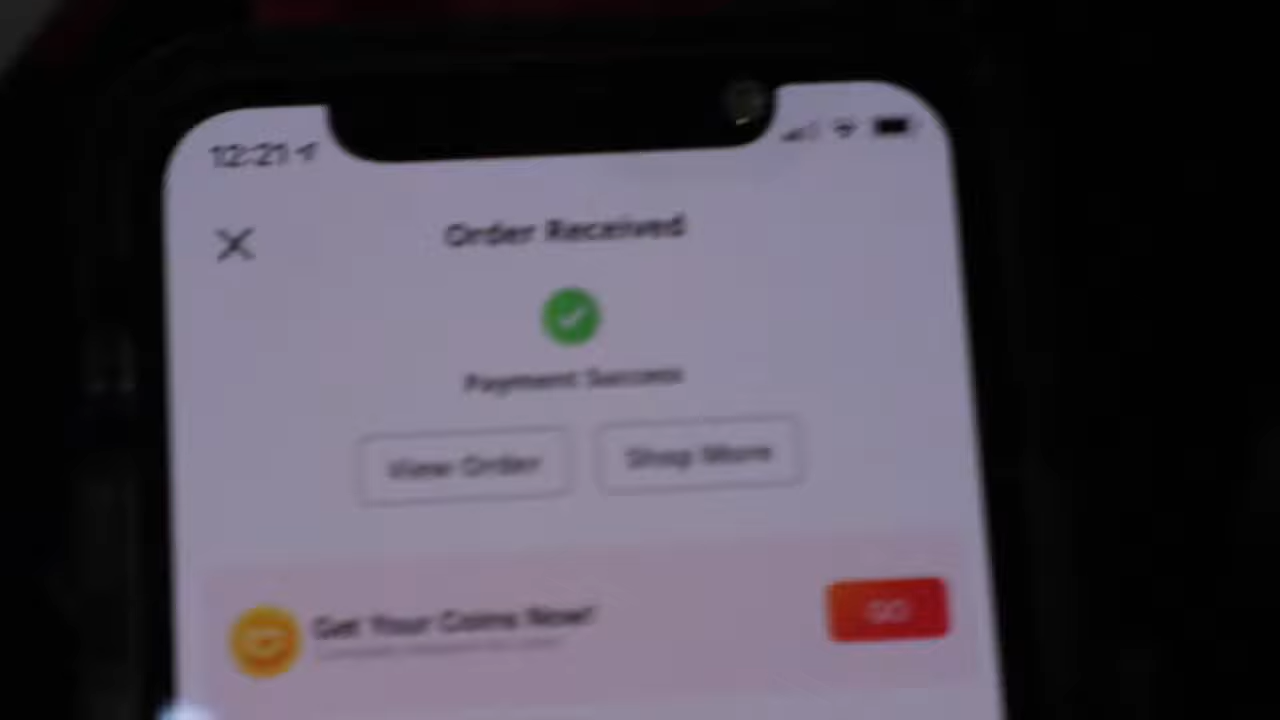 12:21
Order Received
Payment Success
View Order
Shop More
Get Your Coins Now!
GO